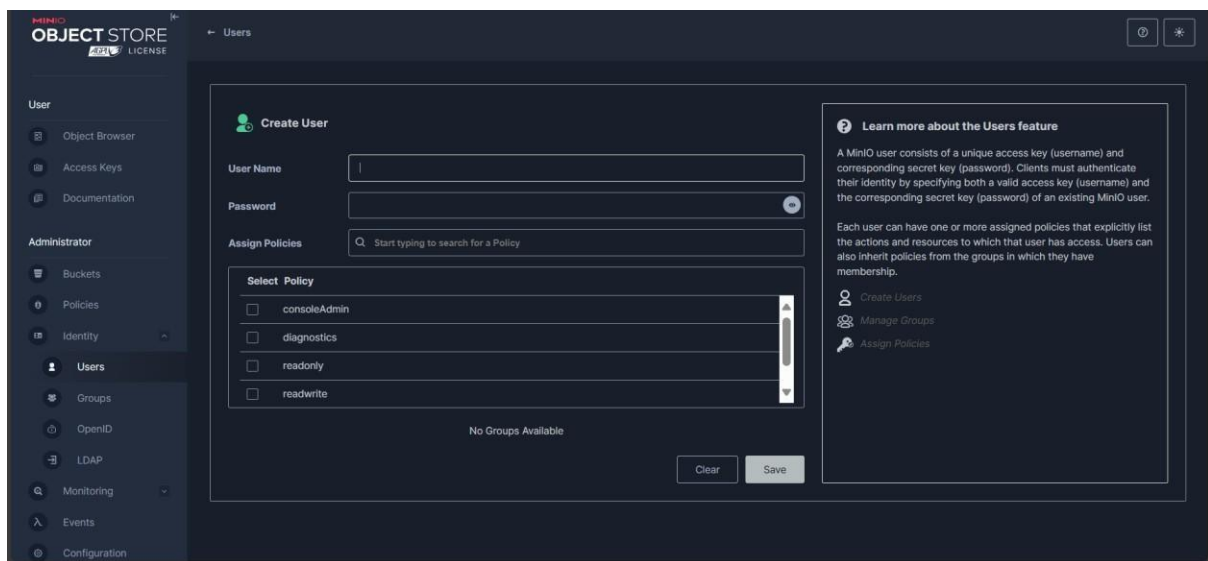 MINIO
OBJECT STORE
AGPLv3 LICENSE
User
Object Browser
Access Keys
Documentation
Administrator
Buckets
Policies
Identity
Users
Groups
OpenID
LDAP
Monitoring
Events
Configuration
← Users
Create User
User Name
Password
Assign Policies
Start typing to search for a Policy
Select Policy
consoleAdmin
diagnostics
readonly
readwrite
No Groups Available
Clear
Save
Learn more about the Users feature
A MinIO user consists of a unique access key (username) and
corresponding secret key (password). Clients must authenticate
their identity by specifying both a valid access key (username) and
the corresponding secret key (password) of an existing MinIO user.
Each user can have one or more assigned policies that explicitly list
the actions and resources to which that user has access. Users can
also inherit policies from the groups in which they have
membership.
Create Users
Manage Groups
Assign Policies